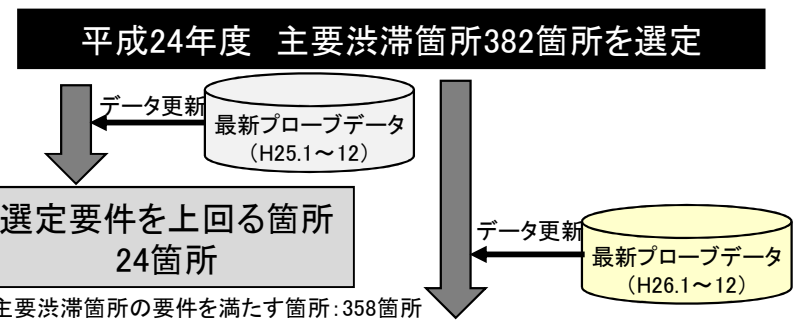 平成24年度 主要渋滞箇所382箇所を選定
データ更新
最新プローブデータ
（H25.1～12）
選定要件を上回る箇所
24箇所
データ更新
最新プローブデータ
（H26.1～12）
主要渋滞箇所の要件を満たす箇所：358箇所